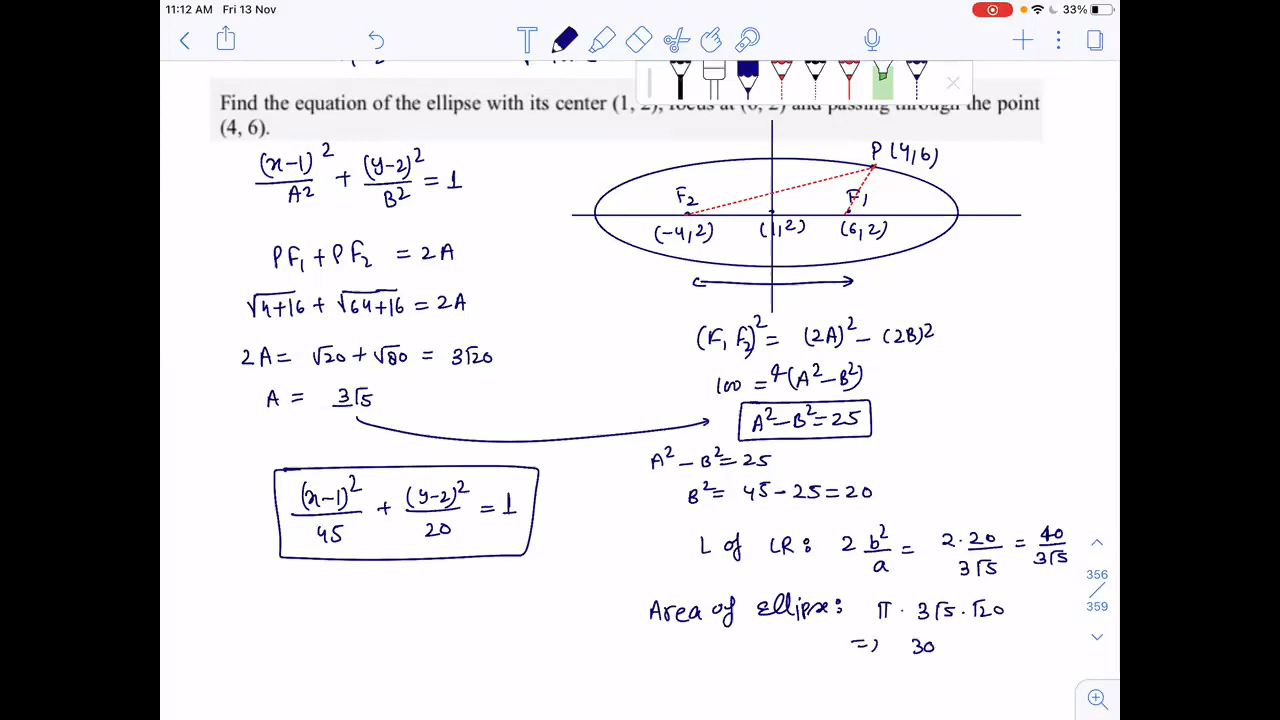 11:12 AM Fri 13 Nov
33%
Find the equation of the ellipse with its center (1, 2), focus at (6, 2) and passing through the point
(4, 6).
(x-1)²/A² + (y-2)²/B² = 1
PF₁ + PF₂ = 2A
√4+16 + √64+16 = 2A
2A = √20 + √80 = 3√20
A = 3√5
(x-1)²/45 + (y-2)²/20 = 1
P(4,6)
F₂
F₁
(-4,2)
(1,2)
(6,2)
(F₁F₂)² = (2A)² - (2B)²
100 = 4(A² - B²)
A² - B² = 25
A² - B² = 25
B² = 45 - 25 = 20
L of LR: 2 b²/a = 2·20/3√5 = 40/3√5
Area of ellipse: π · 3√5 · √20
=) 30
356
/
359